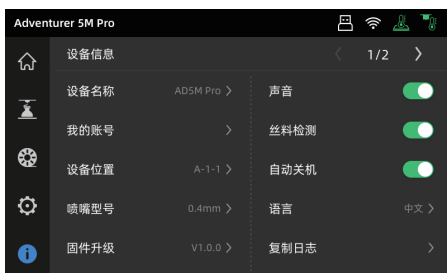 Adventurer 5M Pro
设备信息
1/2
设备名称 AD5M Pro
声音
我的账号
丝料检测
设备位置 A-1-1
自动关机
喷嘴型号 0.4mm
语言 中文
固件升级 V1.0.0
复制日志